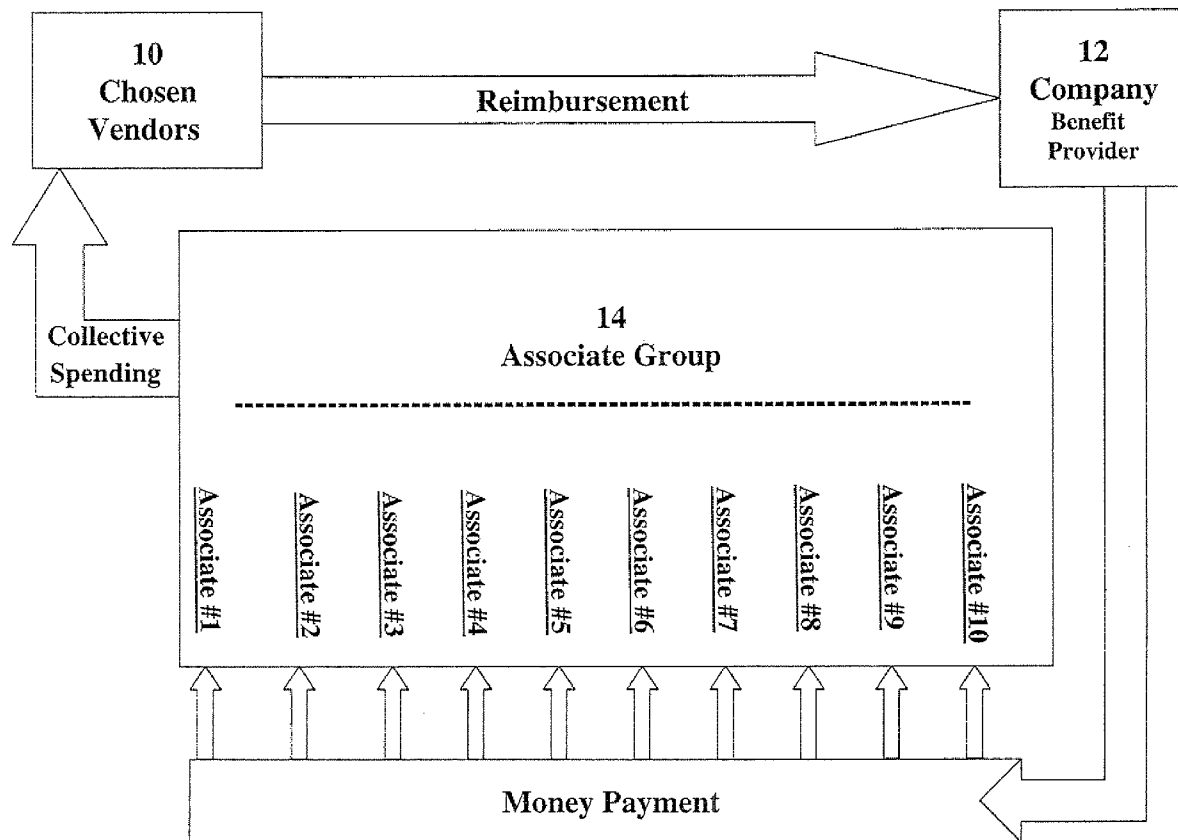 10
Chosen
Vendors
Reimbursement
12
Company
Benefit
Provider
Collective
Spending
14
Associate Group
Associate #1
Associate #2
Associate #3
Associate #4
Associate #5
Associate #6
Associate #7
Associate #8
Associate #9
Associate #10
Money Payment